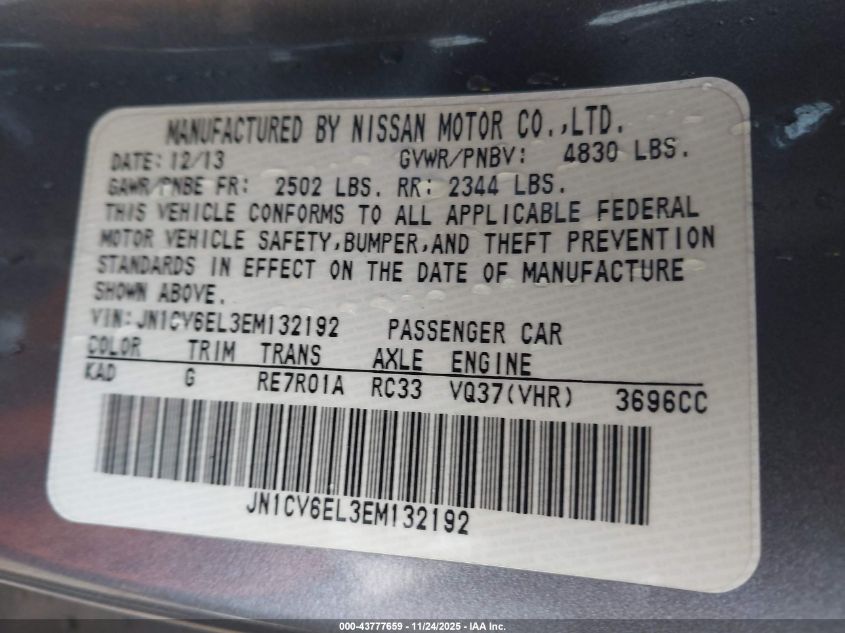 MANUFACTURED BY NISSAN MOTOR CO.,LTD.
DATE: 12/13 GVWR/PNBV: 4830 LBS.
GAWR/PNBE FR: 2502 LBS. RR: 2344 LBS.
THIS VEHICLE CONFORMS TO ALL APPLICABLE FEDERAL
MOTOR VEHICLE SAFETY,BUMPER,AND THEFT PREVENTION
STANDARDS IN EFFECT ON THE DATE OF MANUFACTURE
SHOWN ABOVE.
VIN:JN1CV6EL3EM132192 PASSENGER CAR
COLOR TRIM TRANS AXLE ENGINE
KAD G RE7R01A RC33 VQ37(VHR) 3696CC
JN1CV6EL3EM132192
000-43777659 - 11/24/2025 - IAA Inc.